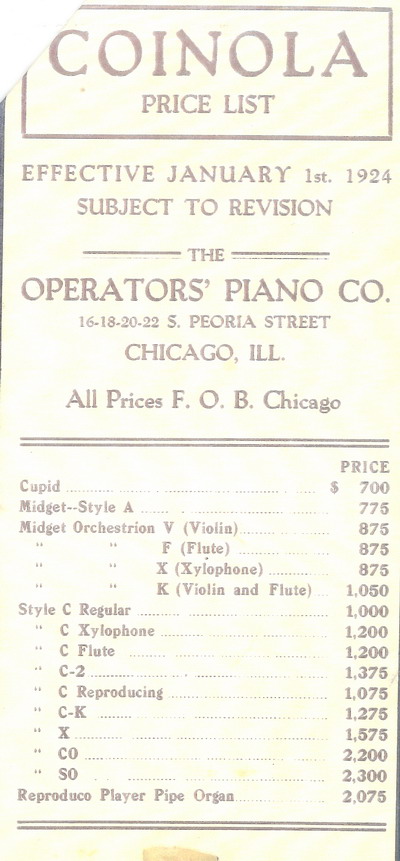 COINOLA
PRICE LIST
EFFECTIVE JANUARY 1st. 1924
SUBJECT TO REVISION
THE
OPERATORS' PIANO CO.
16-18-20-22 S. PEORIA STREET
CHICAGO, ILL.
All Prices F. O. B. Chicago
PRICE
Cupid $ 700
Midget--Style A 775
Midget Orchestrion V (Violin) 875
" " F (Flute) 875
" " X (Xylophone) 875
" " K (Violin and Flute) 1,050
Style C Regular 1,000
" C Xylophone 1,200
" C Flute 1,200
" C-2 1,375
" C Reproducing 1,075
" C-K 1,275
" X 1,575
" CO 2,200
" SO 2,300
Reproduco Player Pipe Organ 2,075